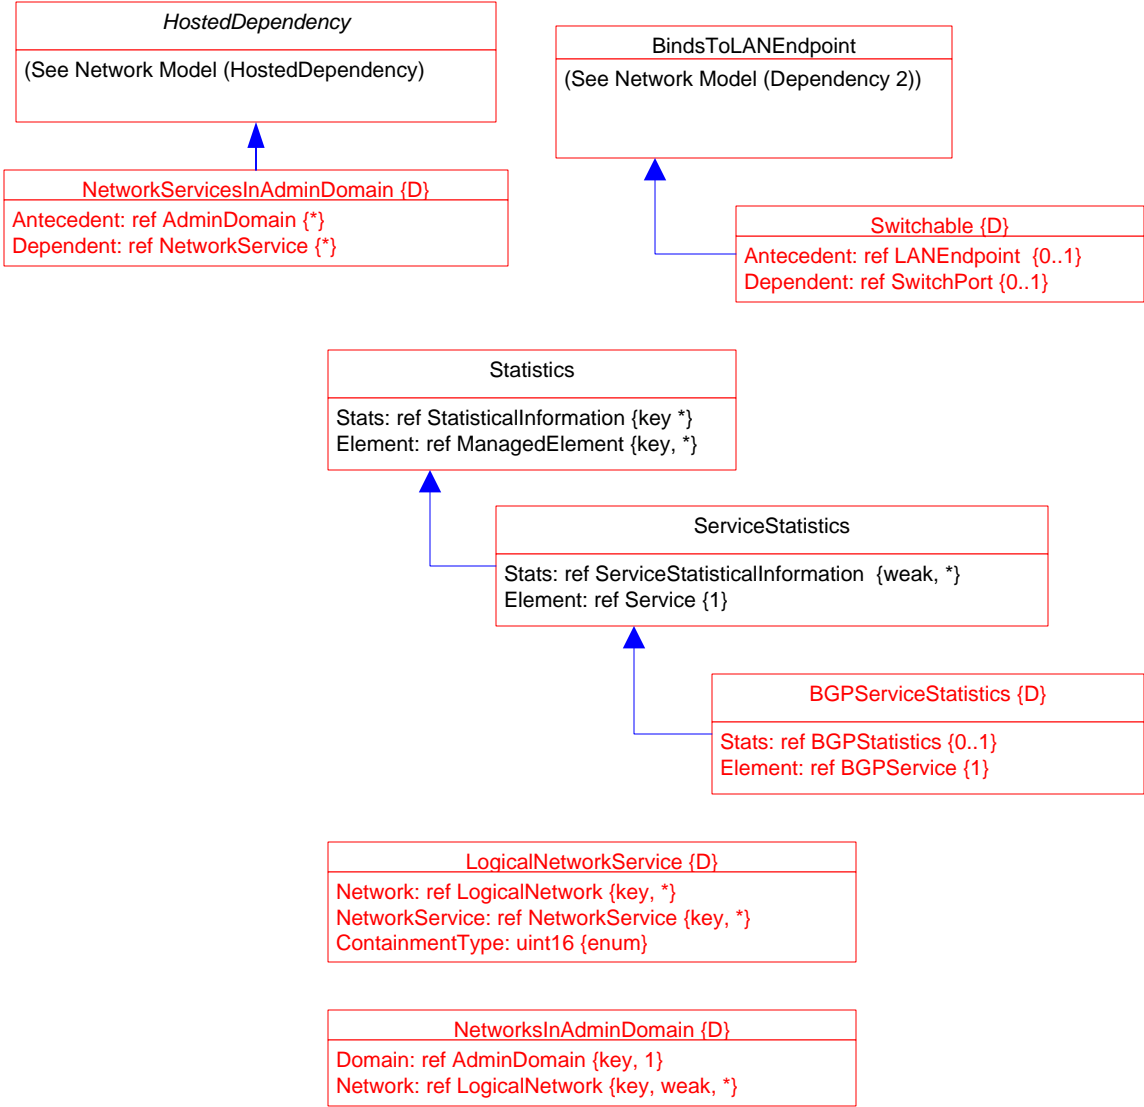 HostedDependency
(See Network Model (HostedDependency)
BindsToLANEndpoint
(See Network Model (Dependency 2))
NetworkServicesInAdminDomain {D}
Antecedent: ref AdminDomain {*}
Dependent: ref NetworkService {*}
Switchable {D}
Antecedent: ref LANEndpoint  {0..1}
Dependent: ref SwitchPort {0..1}
Statistics
Stats: ref StatisticalInformation {key *}
Element: ref ManagedElement {key, *}
ServiceStatistics
Stats: ref ServiceStatisticalInformation  {weak, *}
Element: ref Service {1}
BGPServiceStatistics {D}
Stats: ref BGPStatistics {0..1}
Element: ref BGPService {1}
LogicalNetworkService {D}
Network: ref LogicalNetwork {key, *}
NetworkService: ref NetworkService {key, *}
ContainmentType: uint16 {enum}
NetworksInAdminDomain {D}
Domain: ref AdminDomain {key, 1}
Network: ref LogicalNetwork {key, weak, *}